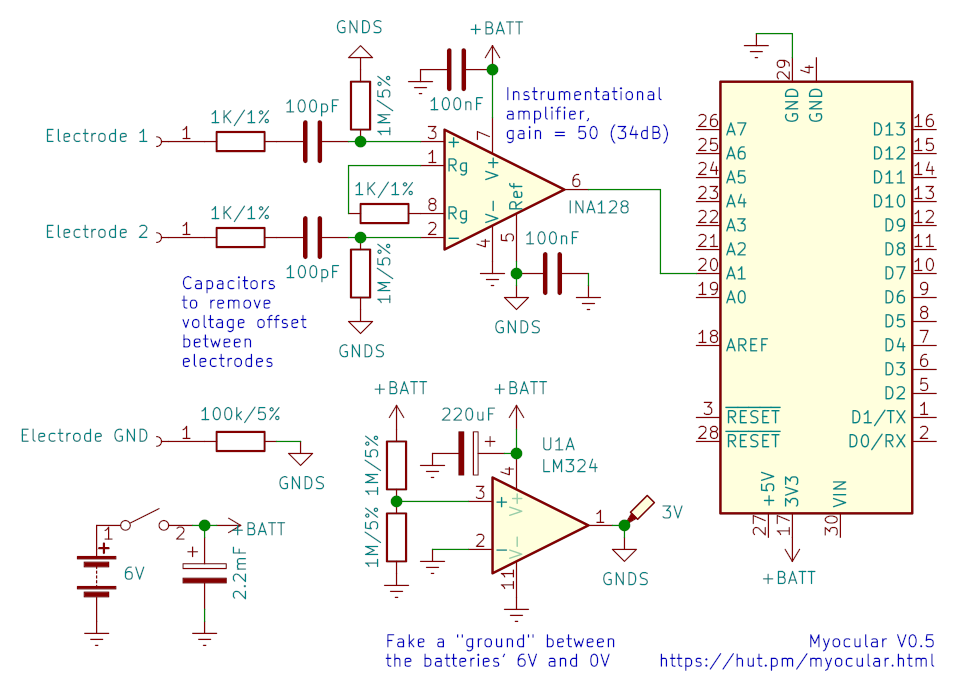 GNDS
+BATT
29
4
GND
GND
100nF
Instrumentational
amplifier,
gain = 50 (34dB)
1M/5%
100pF
1K/1%
Electrode 1
1
3
+
7
V+
1
Rg
1K/1%
8
Rg
2
-
V-
4
Ref
5
6
INA128
100nF
GNDS
1K/1%
Electrode 2
1
100pF
1M/5%
GNDS
Capacitors
to remove
voltage offset
between
electrodes
26
A7
25
A6
24
A5
23
A4
22
A3
21
A2
20
A1
19
A0
18
AREF
3
RESET
28
RESET
D13
16
D12
15
D11
14
D10
13
D9
12
D8
11
D7
10
D6
9
D5
8
D4
7
D3
6
D2
5
D1/TX
1
D0/RX
2
+5V
3V3
VIN
27
17
30
+BATT
Electrode GND
1
100k/5%
GNDS
+BATT
+BATT
220uF
+
U1A
LM324
1M/5%
1M/5%
4
V+
3
+
2
-
V-
11
1
3V
GNDS
1
2
+BATT
+
6V
+
2.2mF
Fake a "ground" between
the batteries' 6V and 0V
Myocular V0.5
https://hut.pm/myocular.html